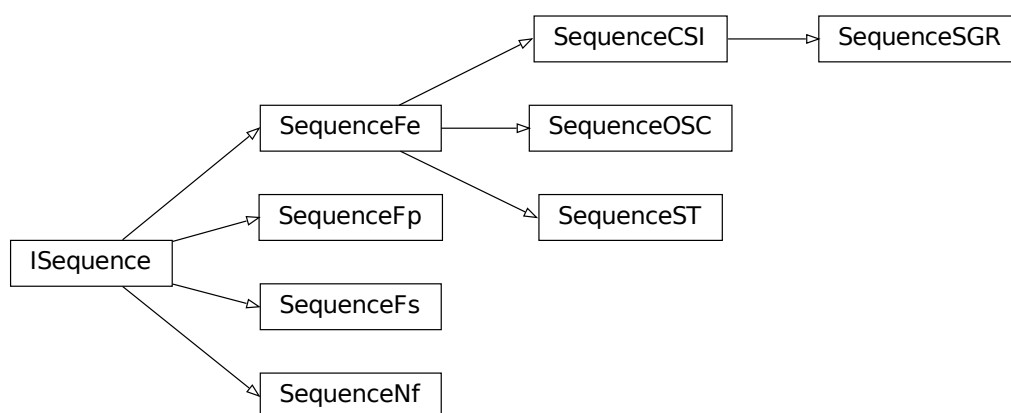 ISequence
SequenceFe
SequenceFp
SequenceFs
SequenceNf
SequenceCSI
SequenceOSC
SequenceST
SequenceSGR